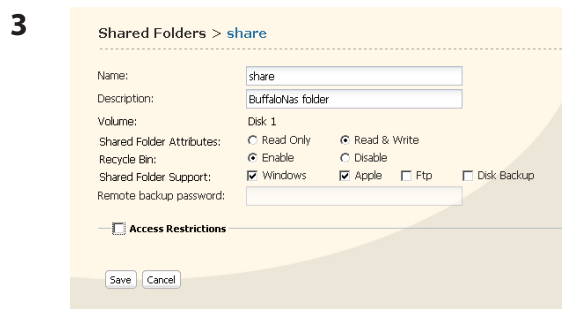 3
Shared Folders > share
Name: share
Description: BuffaloNas folder
Volume: Disk 1
Shared Folder Attributes: Read Only Read & Write
Recycle Bin: Enable Disable
Shared Folder Support: Windows Apple Ftp Disk Backup
Remote backup password:
Access Restrictions
Save Cancel